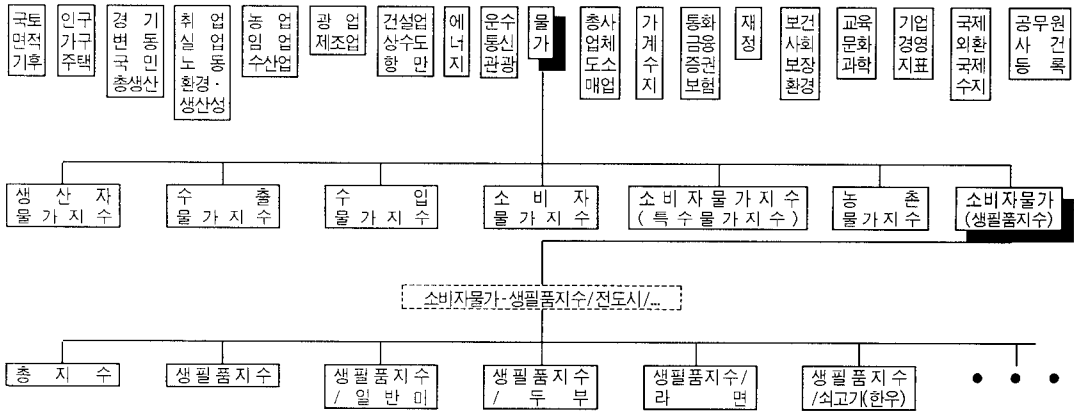 국토
면적
기후
인구
가구
주택
경 기
변 동
국 민
총생산
취 업
실 업
노 동
환경·
생산성
농 업
임 업
수산업
광 업
제조업
건설업
상수도
항 만
에
너
지
운수
통신
관광
물
가
총사
업체
도소
매업
가
계
수
지
통화
금융
증권
보험
재
정
보건
사회
보장
환경
교육
문화
과학
기업
경영
지표
국제
외환
국제
수지
공무원
사 건
등 록
생 산 자
물 가 지 수
수 출
물 가 지 수
수 입
물 가 지 수
소 비 자
물 가 지 수
소 비 자 물 가 지 수
( 특 수 물 가 지 수 )
농 촌
물 가 지 수
소비자물가
(생필품지수)
소비자물가-생필품지수/전도시/...
총 지 수
생 필 품 지 수
생 필 품 지 수
/ 일 반 미
생 필 품 지 수
/ 두 부
생필품지수/
라 면
생 필 품 지 수
/쇠고기(한우)
● ● ●